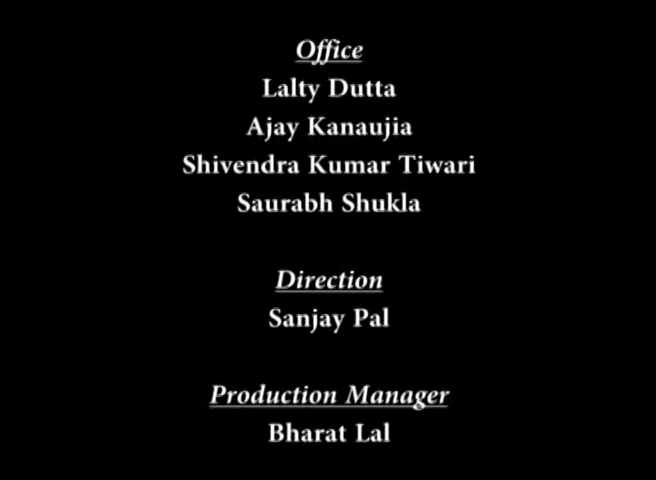 Office
Lalty Dutta
Ajay Kanaujia
Shivendra Kumar Tiwari
Saurabh Shukla
Direction
Sanjay Pal
Production Manager
Bharat Lal